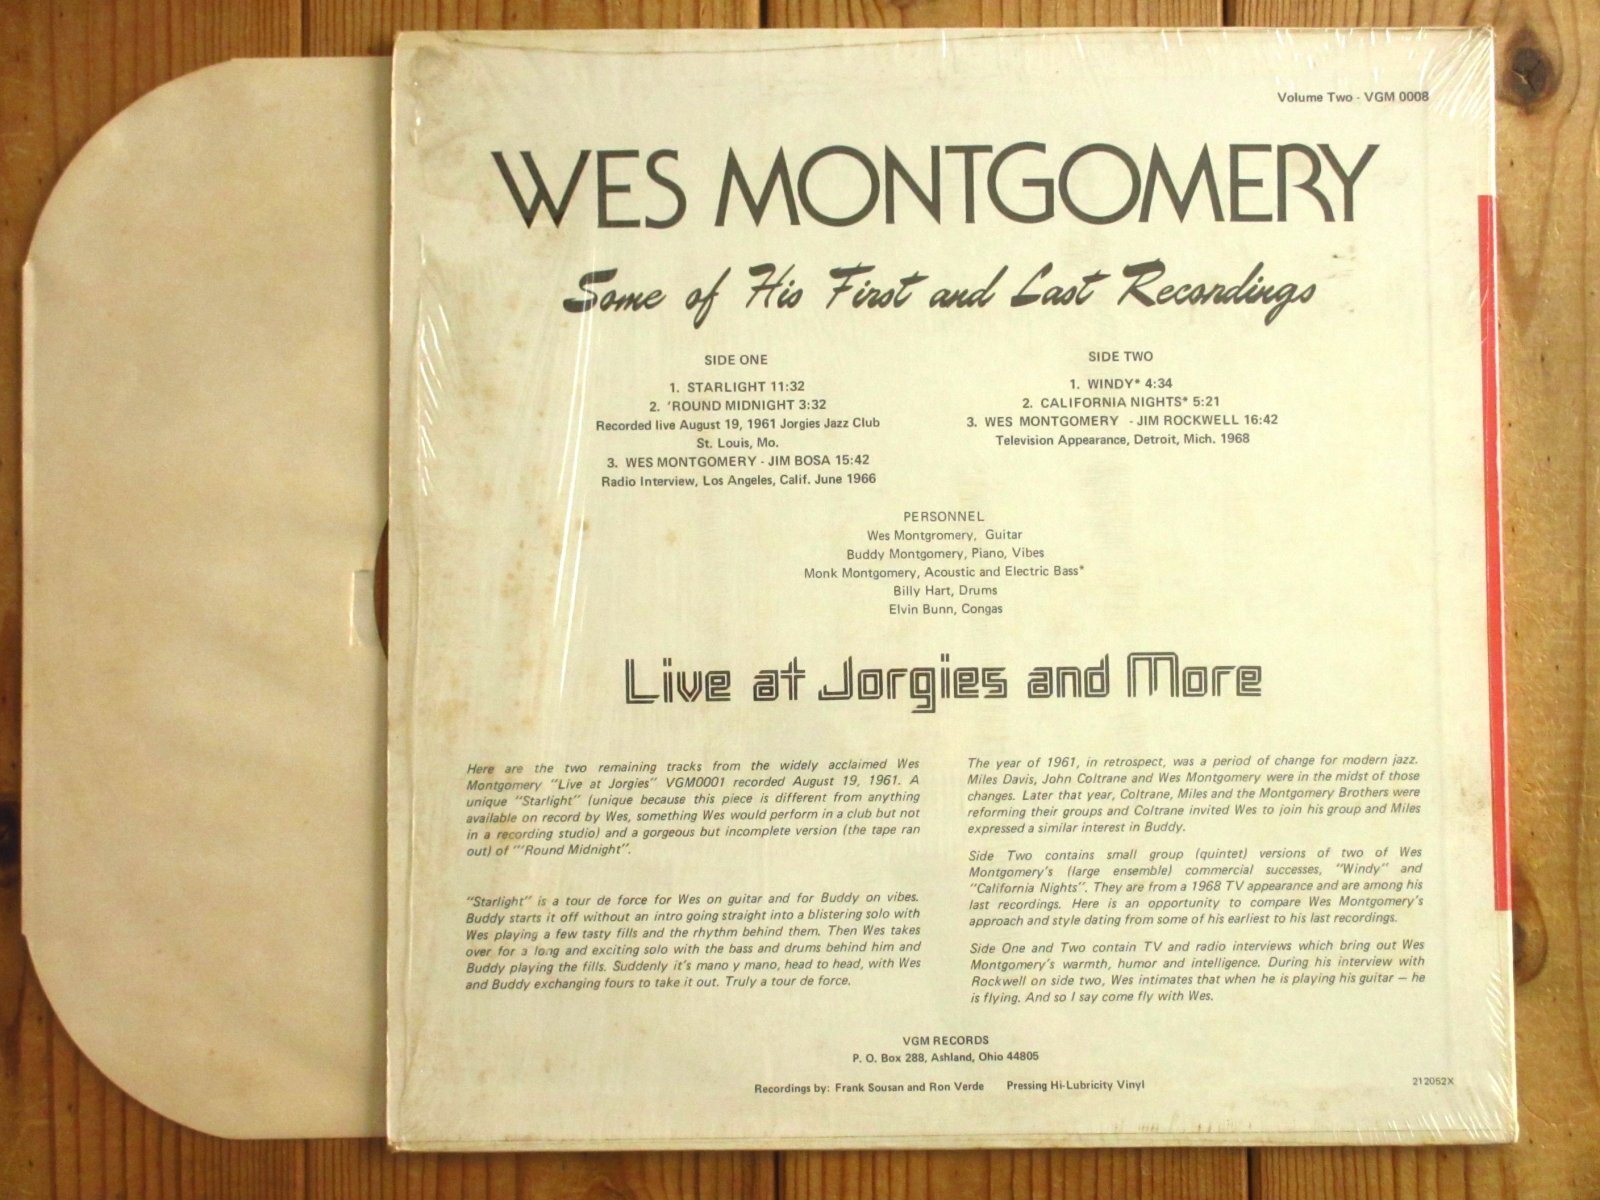 Volume Two - VGM 0008
WES MONTGOMERY
Some of His First and Last Recordings
SIDE ONE
1. STARLIGHT 11:32
2. 'ROUND MIDNIGHT 3:32
Recorded live August 19, 1961 Jorgies Jazz Club
St. Louis, Mo.
3. WES MONTGOMERY - JIM BOSA 15:42
Radio Interview, Los Angeles, Calif. June 1966
SIDE TWO
1. WINDY* 4:34
2. CALIFORNIA NIGHTS* 5:21
3. WES MONTGOMERY - JIM ROCKWELL 16:42
Television Appearance, Detroit, Mich. 1968
PERSONNEL
Wes Montgromery, Guitar
Buddy Montgomery, Piano, Vibes
Monk Montgomery, Acoustic and Electric Bass*
Billy Hart, Drums
Elvin Bunn, Congas
Live at Jorgies and More
Here are the two remaining tracks from the widely acclaimed Wes
Montgomery "Live at Jorgies" VGM0001 recorded August 19, 1961. A
unique "Starlight" (unique because this piece is different from anything
available on record by Wes, something Wes would perform in a club but not
in a recording studio) and a gorgeous but incomplete version (the tape ran
out) of "'Round Midnight".
"Starlight" is a tour de force for Wes on guitar and for Buddy on vibes.
Buddy starts it off without an intro going straight into a blistering solo with
Wes playing a few tasty fills and the rhythm behind them. Then Wes takes
over for a long and exciting solo with the bass and drums behind him and
Buddy playing the fills. Suddenly it's mano y mano, head to head, with Wes
and Buddy exchanging fours to take it out. Truly a tour de force.
The year of 1961, in retrospect, was a period of change for modern jazz.
Miles Davis, John Coltrane and Wes Montgomery were in the midst of those
changes. Later that year, Coltrane, Miles and the Montgomery Brothers were
reforming their groups and Coltrane invited Wes to join his group and Miles
expressed a similar interest in Buddy.
Side Two contains small group (quintet) versions of two of Wes
Montgomery's (large ensemble) commercial successes, "Windy" and
"California Nights". They are from a 1968 TV appearance and are among his
last recordings. Here is an opportunity to compare Wes Montgomery's
approach and style dating from some of his earliest to his last recordings.
Side One and Two contain TV and radio interviews which bring out Wes
Montgomery's warmth, humor and intelligence. During his interview with
Rockwell on side two, Wes intimates that when he is playing his guitar — he
is flying. And so I say come fly with Wes.
VGM RECORDS
P. O. Box 288, Ashland, Ohio 44805
Recordings by: Frank Sousan and Ron Verde Pressing Hi-Lubricity Vinyl
212052X